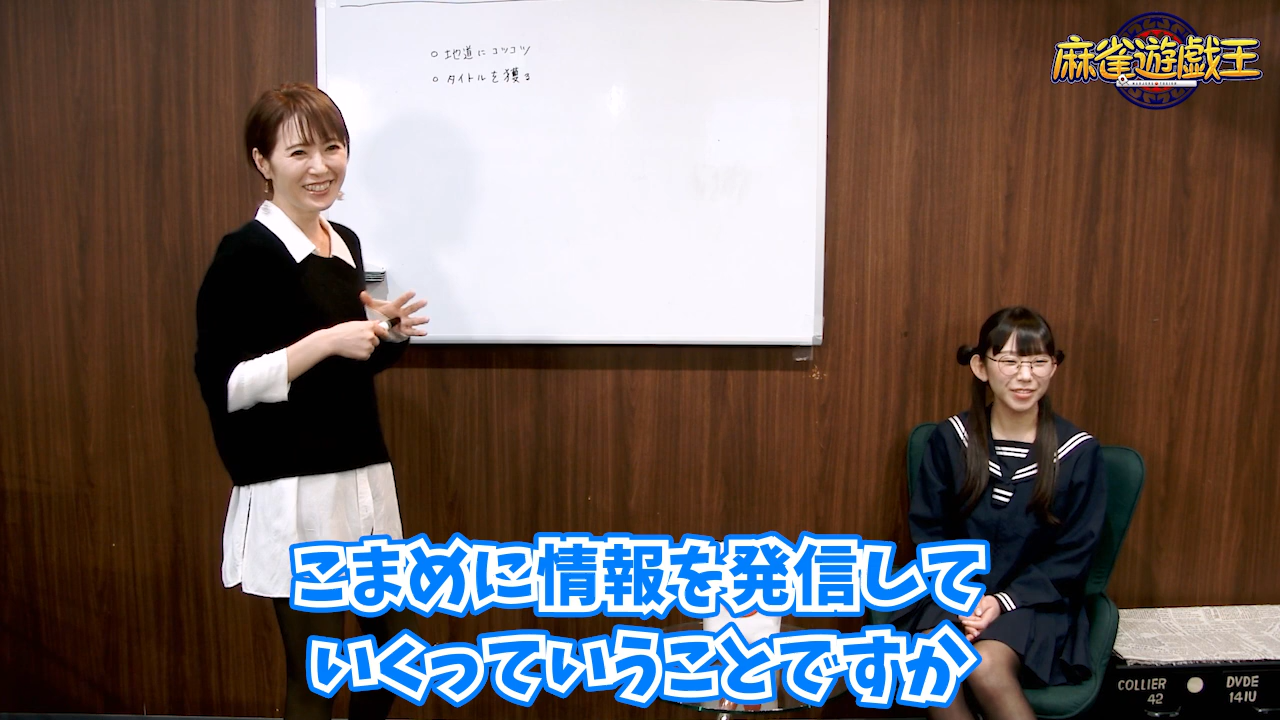 ○ 地道にコツコツ
○ タイトルを獲る
麻雀遊戯王
こまめに情報を発信して
いくっていうことですか
COLLIER
42
DVDE
141U